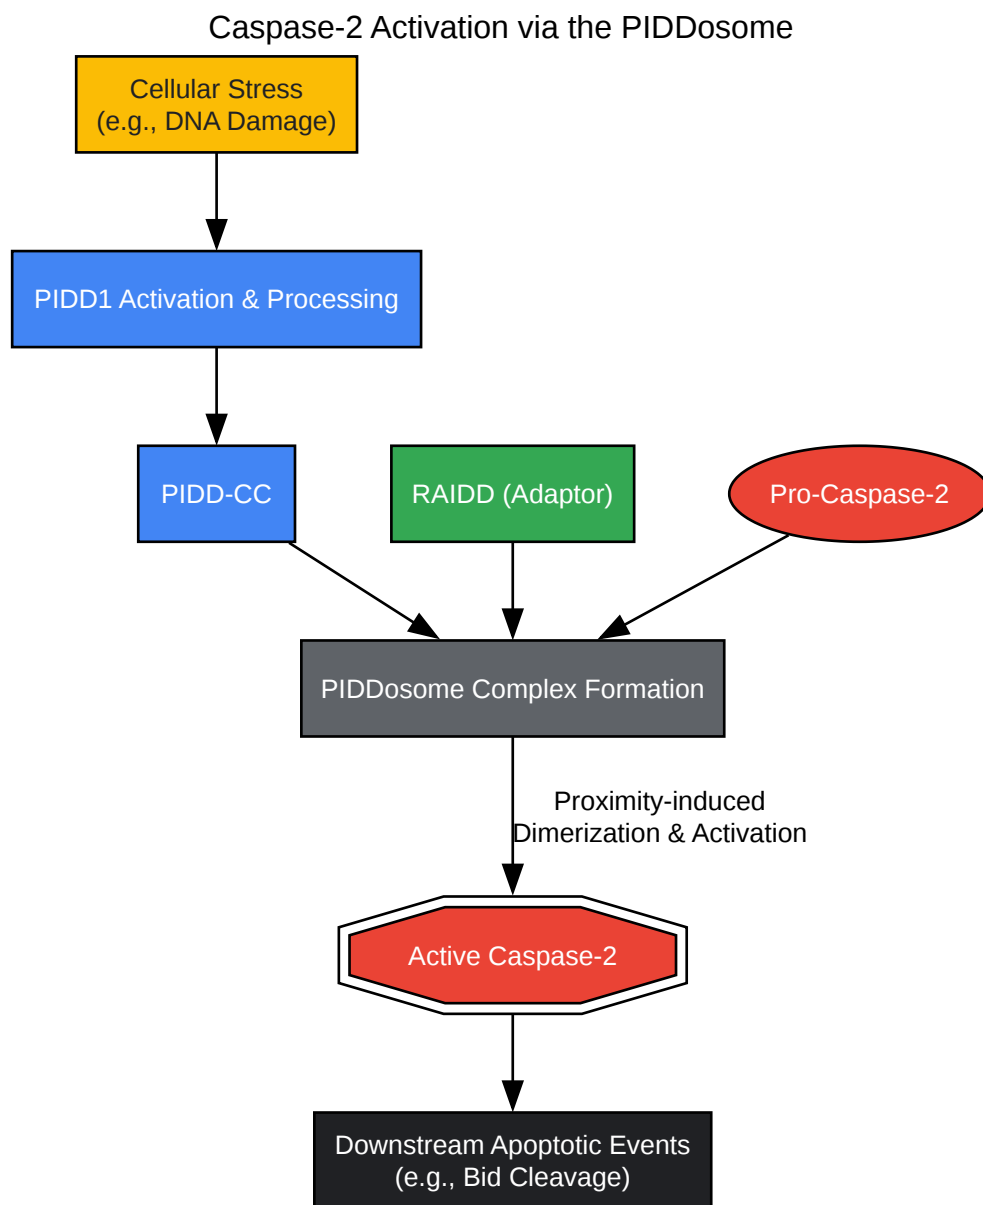 Caspase-2 Activation via the PIDDosome
Cellular Stress
(e.g., DNA Damage)
PIDD1 Activation & Processing
PIDD-CC
RAIDD (Adaptor)
Pro-Caspase-2
PIDDosome Complex Formation
Proximity-induced
Dimerization & Activation
Active Caspase-2
Downstream Apoptotic Events
(e.g., Bid Cleavage)